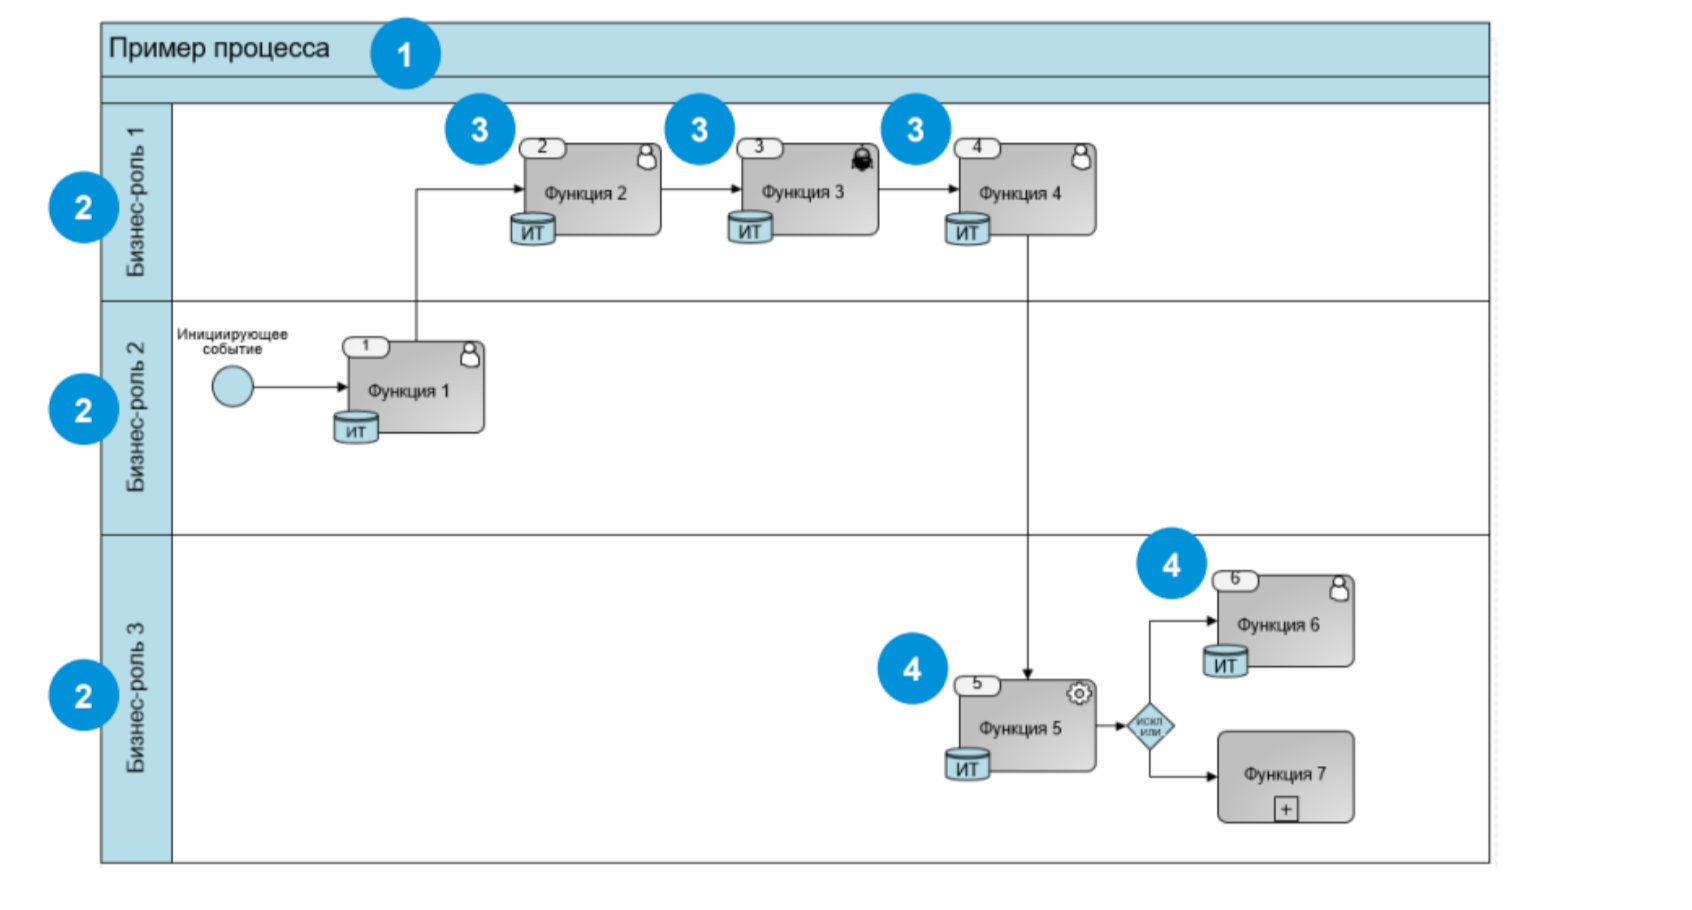 Пример процесса
1
3
3
3
2
Бизнес-роль 1
2
Функция 2
ИТ
3
Функция 3
ИТ
4
Функция 4
ИТ
2
Бизнес-роль 2
Инициирующее
событие
1
Функция 1
ИТ
2
Бизнес-роль 3
4
5
Функция 5
ИТ
искл.
или
4
6
Функция 6
ИТ
Функция 7
+